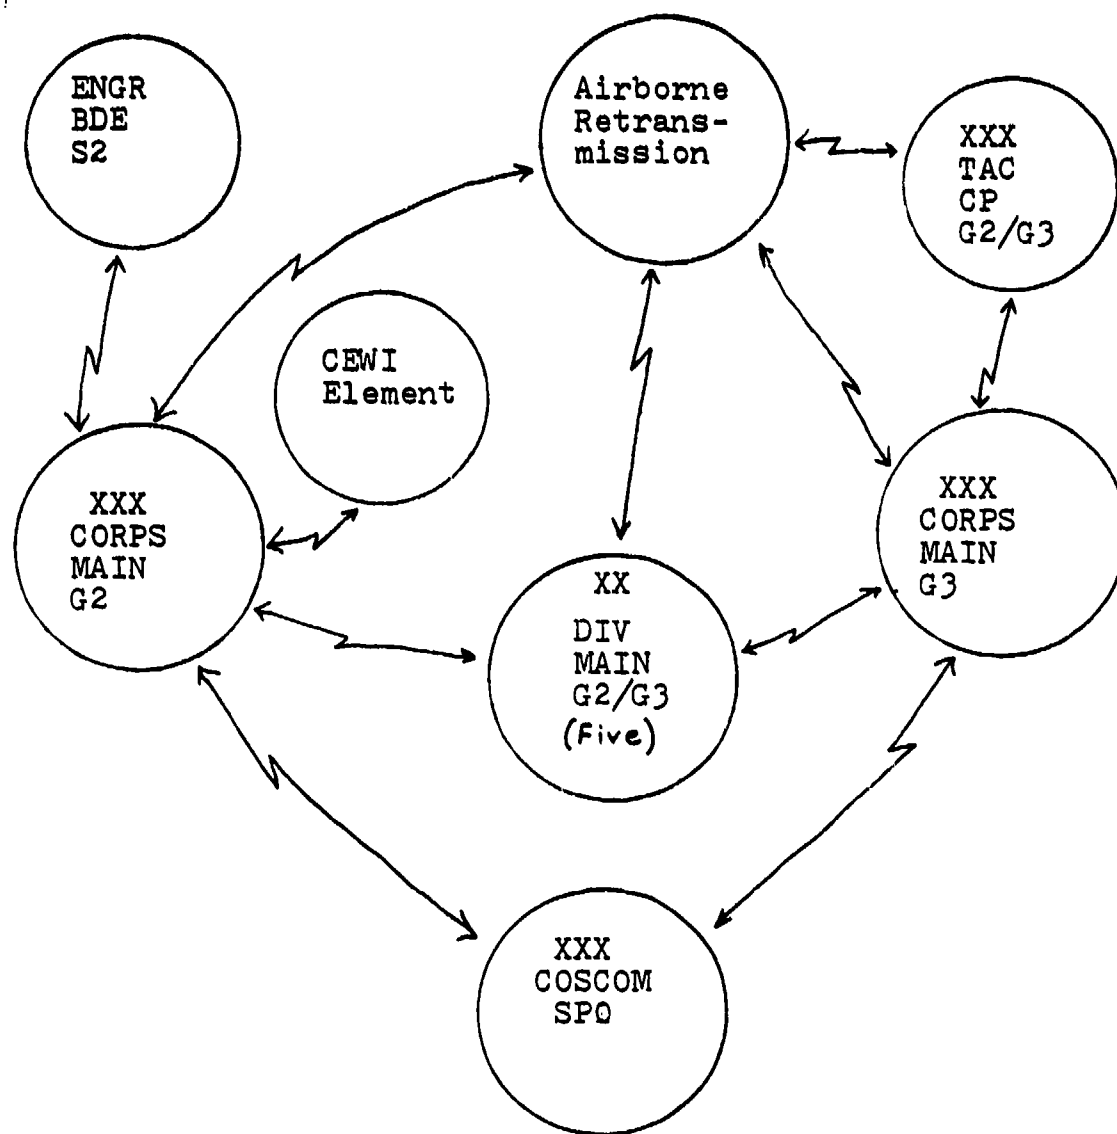 ENGR
BDE
S2
Airborne
Retrans-
mission
XXX
TAC
CP
G2/G3
CEWI
Element
XXX
CORPS
MAIN
G2
XX
DIV
MAIN
G2/G3
(Five)
XXX
CORPS
MAIN
G3
XXX
COSCOM
SPO